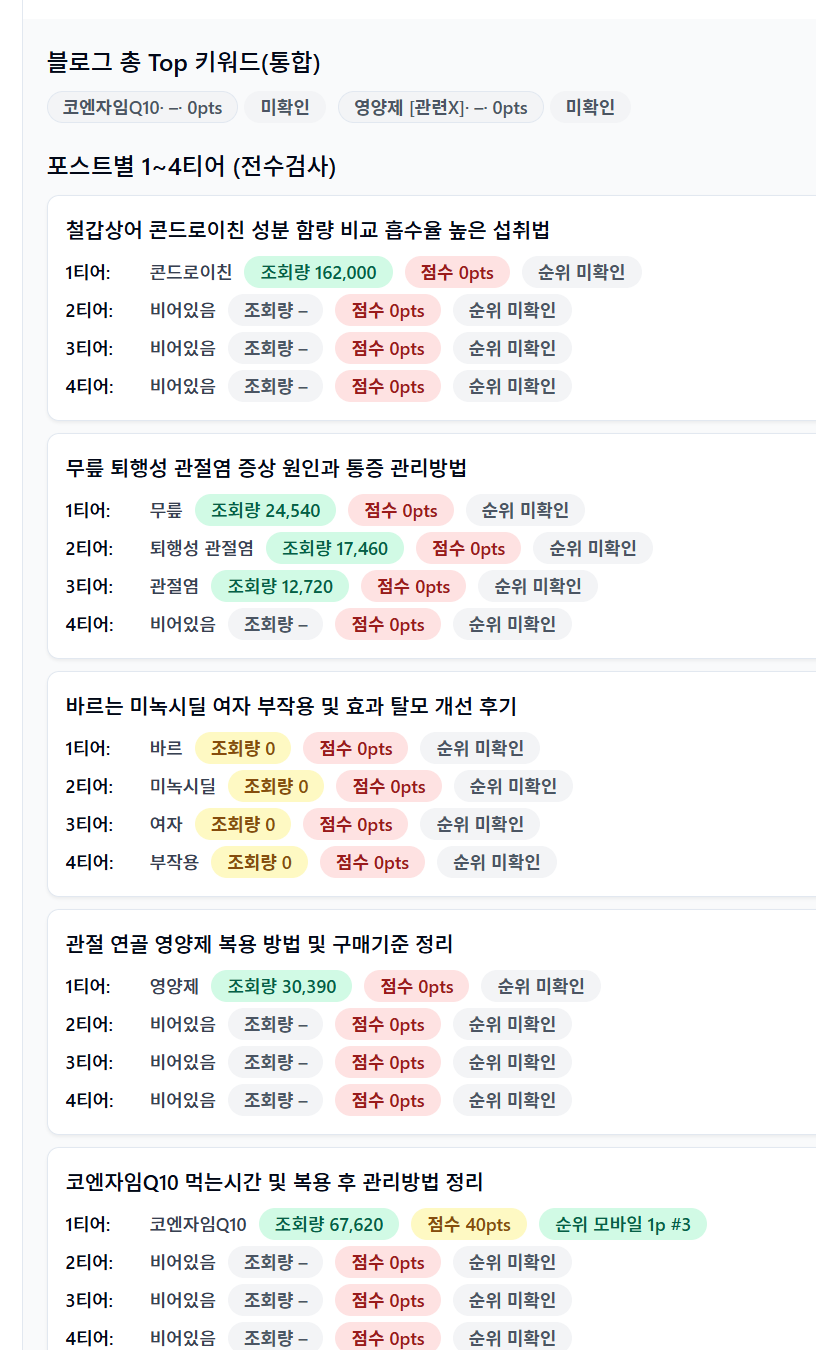 블로그 총 Top 키워드(통합)
코엔자임Q10· –· 0pts 미확인 영양제 [관련X]· –· 0pts 미확인
포스트별 1~4티어 (전수검사)
철갑상어 콘드로이친 성분 함량 비교 흡수율 높은 섭취법
1티어: 콘드로이친 조회량 162,000 점수 0pts 순위 미확인
2티어: 비어있음 조회량 – 점수 0pts 순위 미확인
3티어: 비어있음 조회량 – 점수 0pts 순위 미확인
4티어: 비어있음 조회량 – 점수 0pts 순위 미확인
무릎 퇴행성 관절염 증상 원인과 통증 관리방법
1티어: 무릎 조회량 24,540 점수 0pts 순위 미확인
2티어: 퇴행성 관절염 조회량 17,460 점수 0pts 순위 미확인
3티어: 관절염 조회량 12,720 점수 0pts 순위 미확인
4티어: 비어있음 조회량 – 점수 0pts 순위 미확인
바르는 미녹시딜 여자 부작용 및 효과 탈모 개선 후기
1티어: 바르 조회량 0 점수 0pts 순위 미확인
2티어: 미녹시딜 조회량 0 점수 0pts 순위 미확인
3티어: 여자 조회량 0 점수 0pts 순위 미확인
4티어: 부작용 조회량 0 점수 0pts 순위 미확인
관절 연골 영양제 복용 방법 및 구매기준 정리
1티어: 영양제 조회량 30,390 점수 0pts 순위 미확인
2티어: 비어있음 조회량 – 점수 0pts 순위 미확인
3티어: 비어있음 조회량 – 점수 0pts 순위 미확인
4티어: 비어있음 조회량 – 점수 0pts 순위 미확인
코엔자임Q10 먹는시간 및 복용 후 관리방법 정리
1티어: 코엔자임Q10 조회량 67,620 점수 40pts 순위 모바일 1p #3
2티어: 비어있음 조회량 – 점수 0pts 순위 미확인
3티어: 비어있음 조회량 – 점수 0pts 순위 미확인
4티어: 비어있음 조회량 – 점수 0pts 순위 미확인